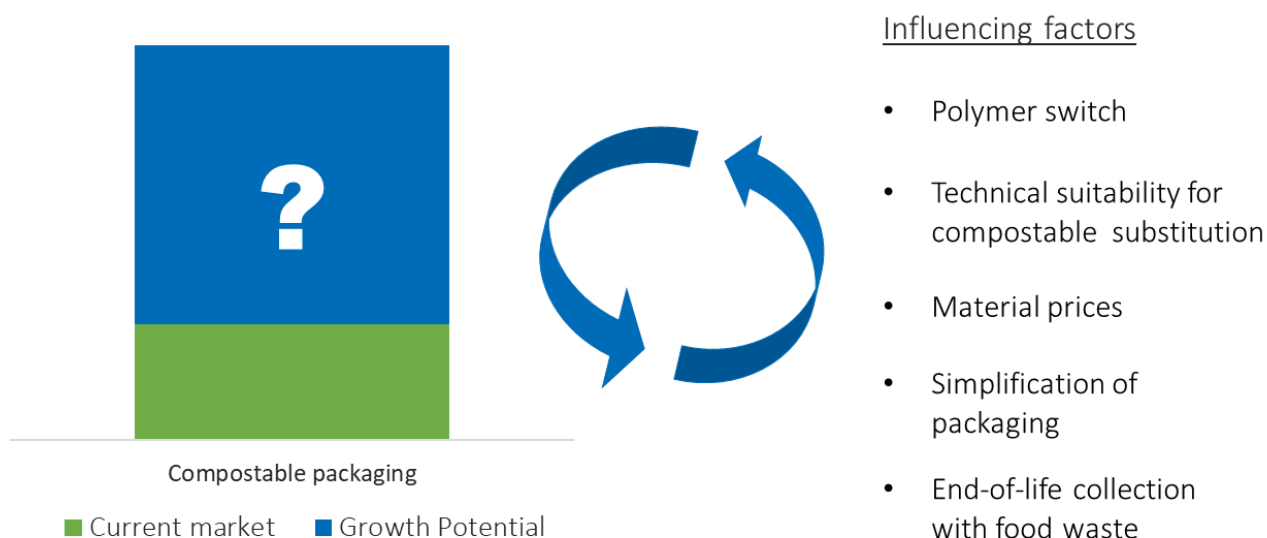 ?
Compostable packaging
Current market
Growth Potential
Influencing factors
• Polymer switch
• Technical suitability for
compostable substitution
• Material prices
• Simplification of
packaging
• End-of-life collection
with food waste